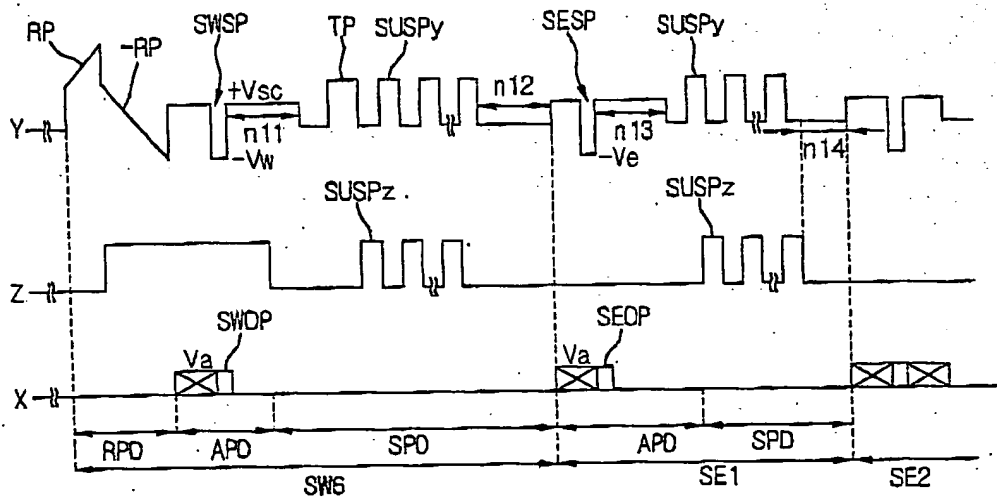 RP
-RP
SWSP
TP
SUSPy
SESP
SUSPy
+Vsc
n11
-Vw
n12
n13
-Ve
n14
Y
SUSPz
SUSPz
Z
SWDP
Va
SEDP
Va
X
RPD
APD
SPD
APD
SPD
SW6
SE1
SE2